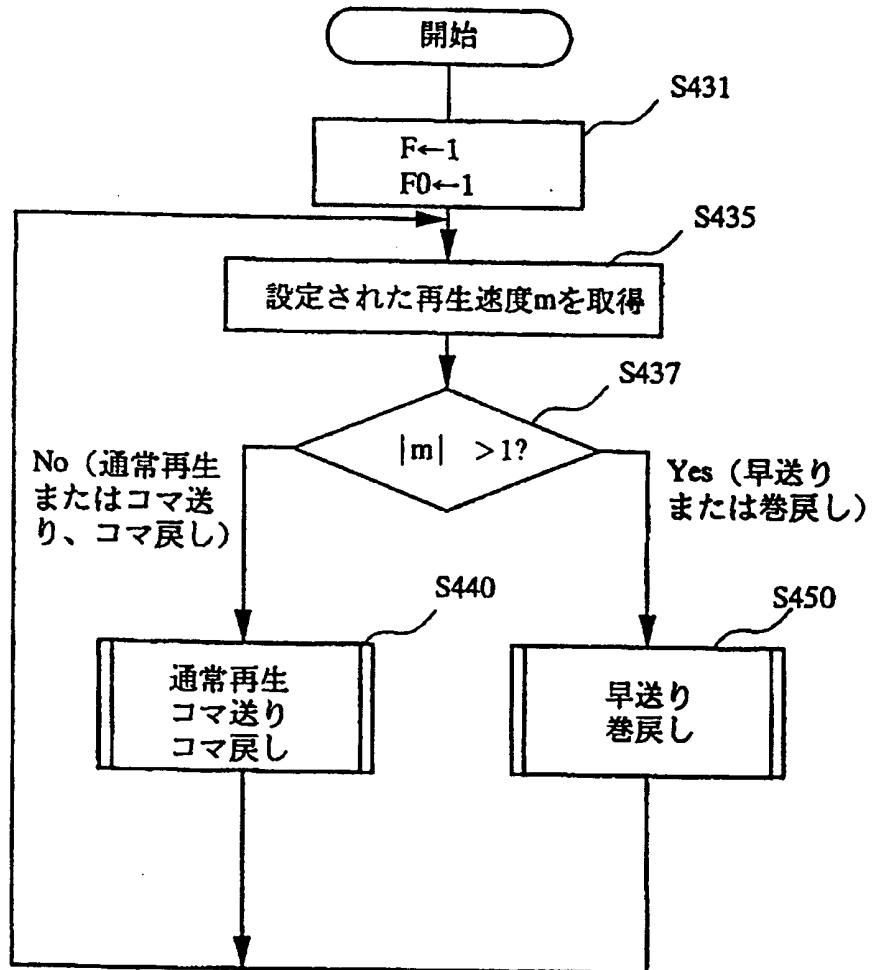 開始
S431
F←1
F0←1
S435
設定された再生速度mを取得
S437
|m| >1?
No（通常再生
またはコマ送
り、コマ戻し）
Yes（早送り
または巻戻し）
S440
通常再生
コマ送り
コマ戻し
S450
早送り
巻戻し